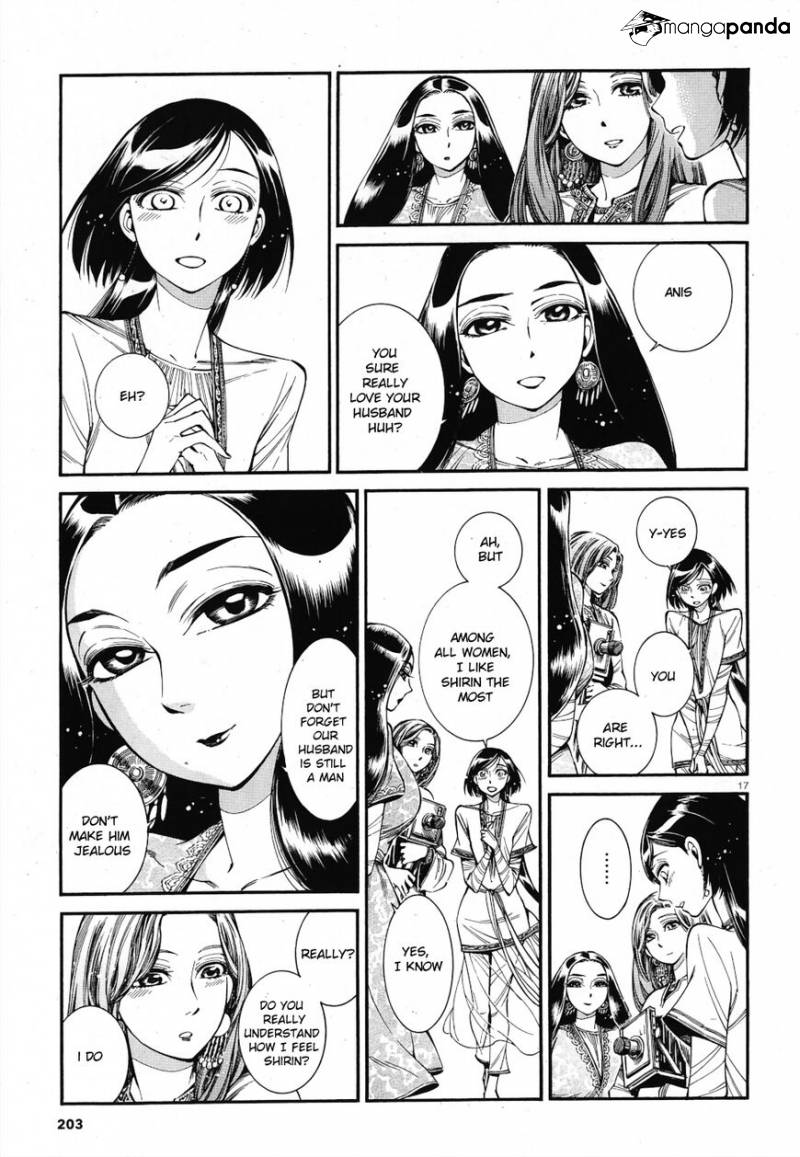 mangapanda
ANIS
YOU
SURE
REALLY
LOVE YOUR
HUSBAND
HUH?
EH?
Y-YES
YOU
ARE
RIGHT...
17
......
AH,
BUT
AMONG
ALL WOMEN,
I LIKE
SHIRIN THE
MOST
YES,
I KNOW
BUT
DON'T
FORGET
OUR
HUSBAND
IS STILL
A MAN
DON'T
MAKE HIM
JEALOUS
REALLY?
DO YOU
REALLY
UNDERSTAND
HOW I FEEL
SHIRIN?
I DO
203